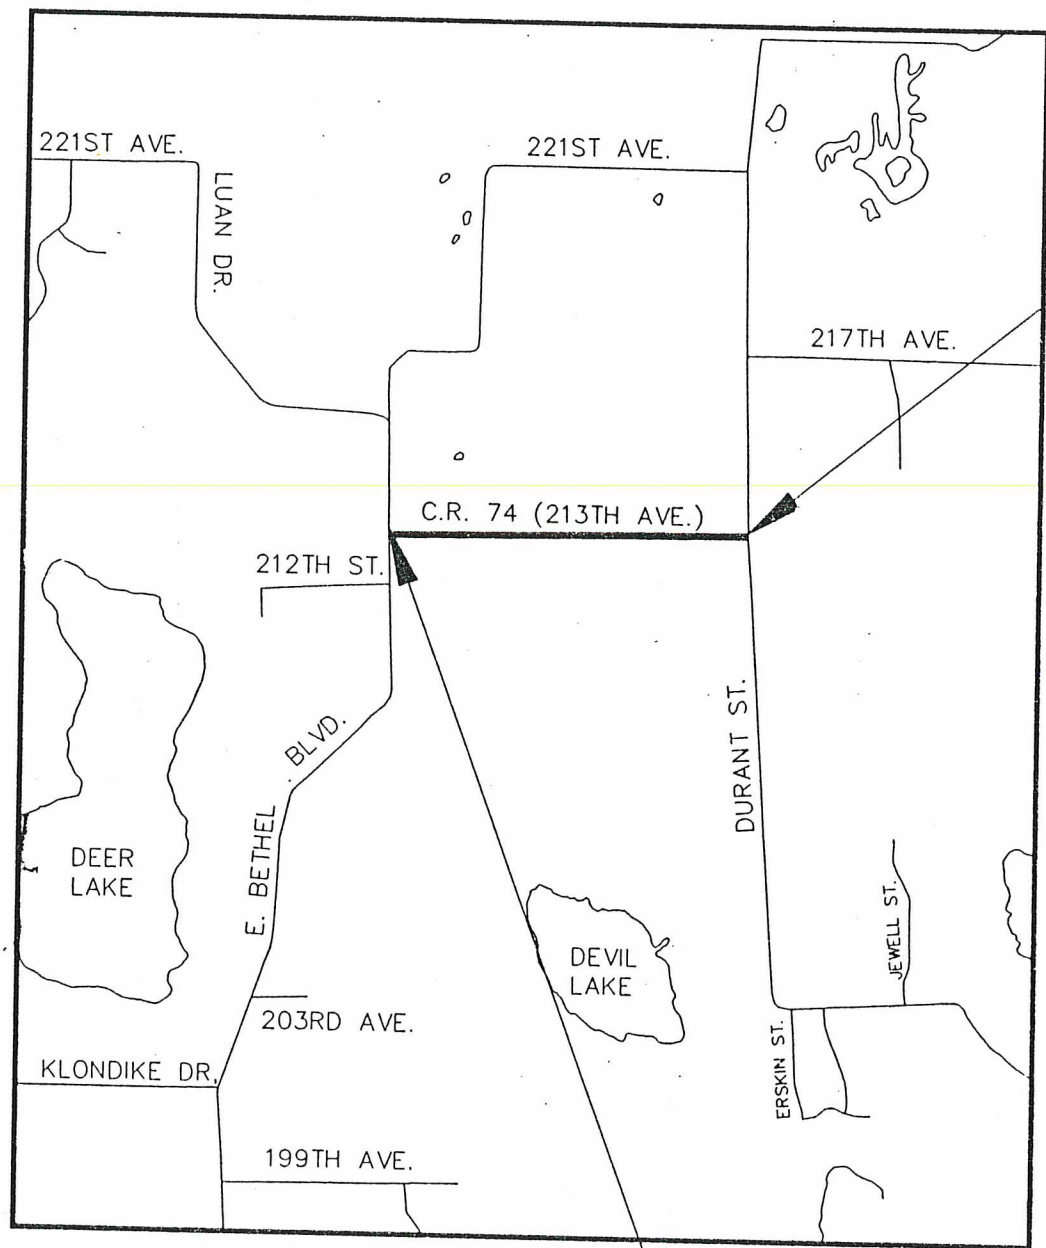 221ST AVE.
221ST AVE.
LUAN DR.
217TH AVE.
C.R. 74 (213TH AVE.)
212TH ST.
BLVD.
DURANT ST.
E. BETHEL
DEER
LAKE
JEWELL ST.
DEVIL
LAKE
203RD AVE.
KLONDIKE DR.
ERSKIN ST.
199TH AVE.